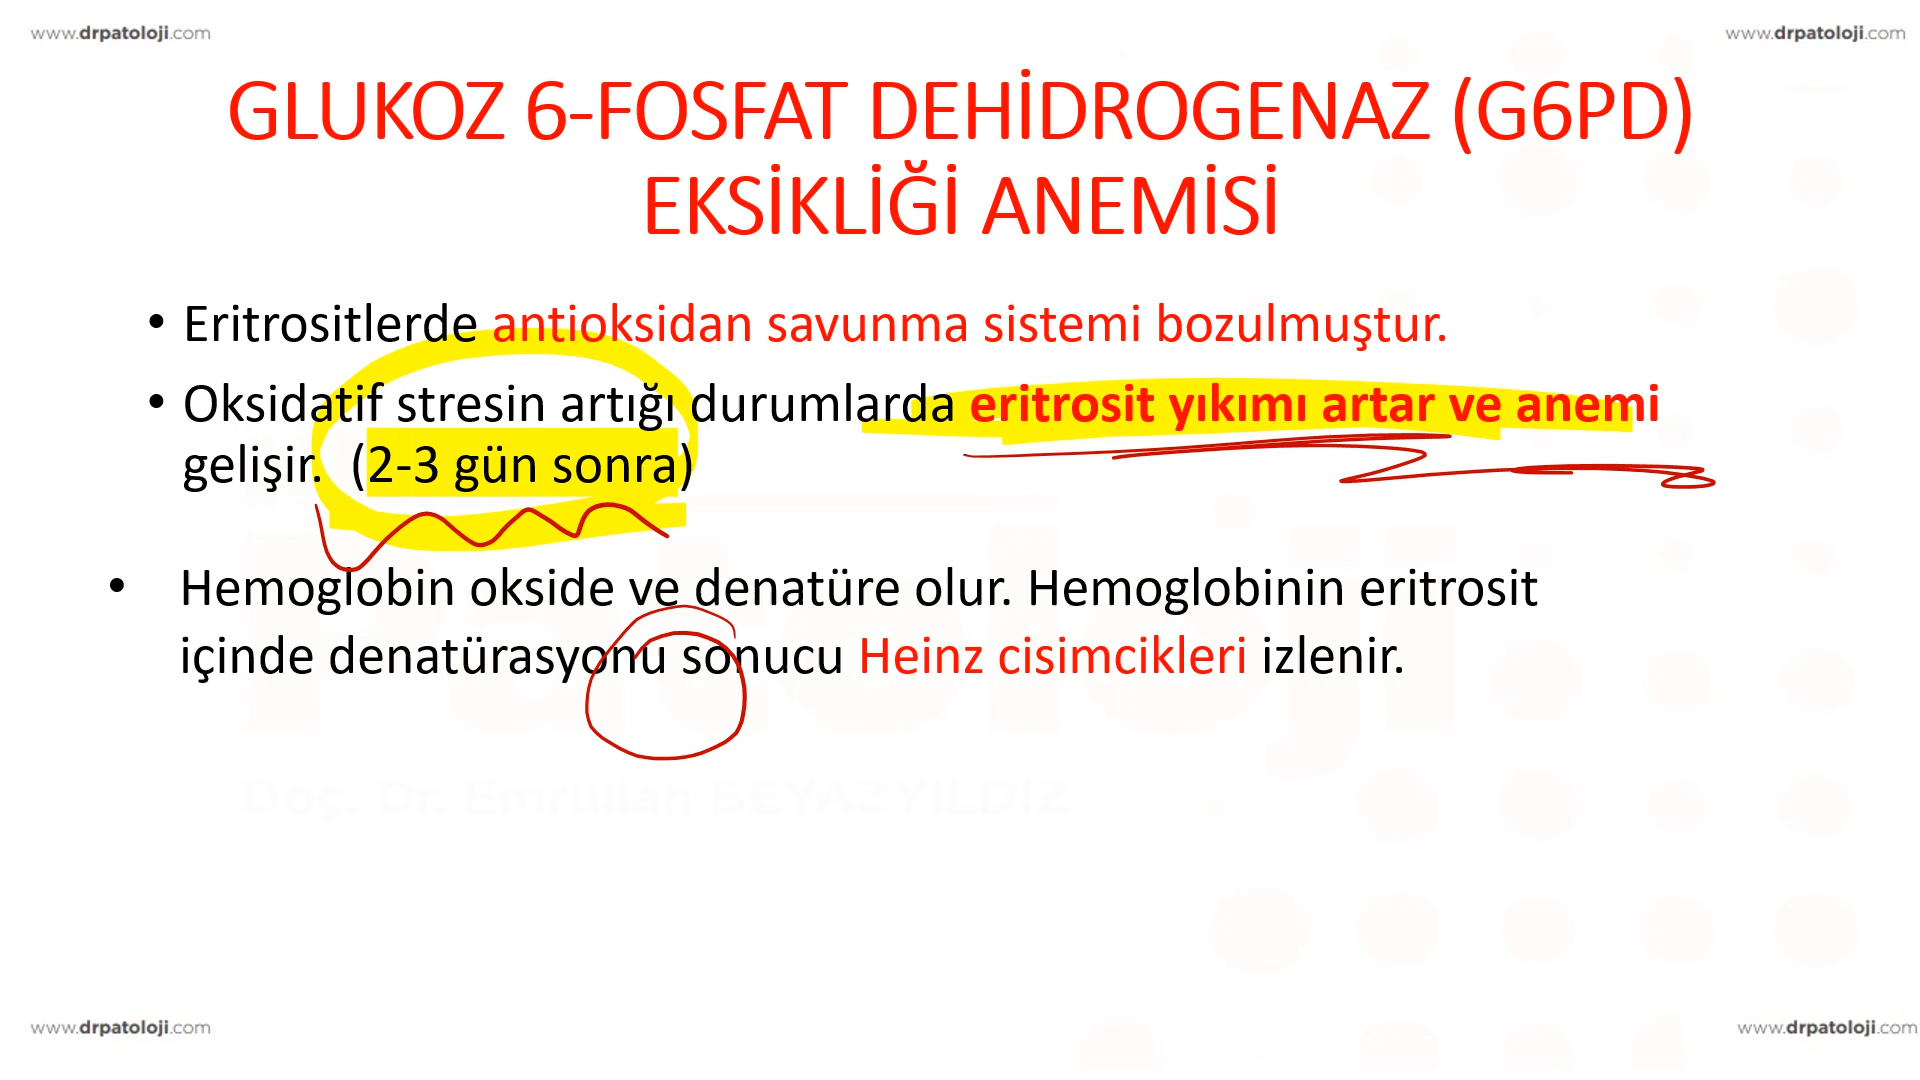 www.drpatoloji.com
www.drpatoloji.com
GLUKOZ 6-FOSFAT DEHİDROGENAZ (G6PD)
EKSİKLİĞİ ANEMİSİ
• Eritrositlerde antioksidan savunma sistemi bozulmuştur.
• Oksidatif stresin artığı durumlarda eritrosit yıkımı artar ve anemi
gelişir. (2-3 gün sonra)
• Hemoglobin okside ve denatüre olur. Hemoglobinin eritrosit
içinde denatürasyonu sonucu Heinz cisimcikleri izlenir.
Patoloji
Doç. Dr. Emrullah BEYAZYILDIZ
www.drpatoloji.com
www.drpatoloji.com